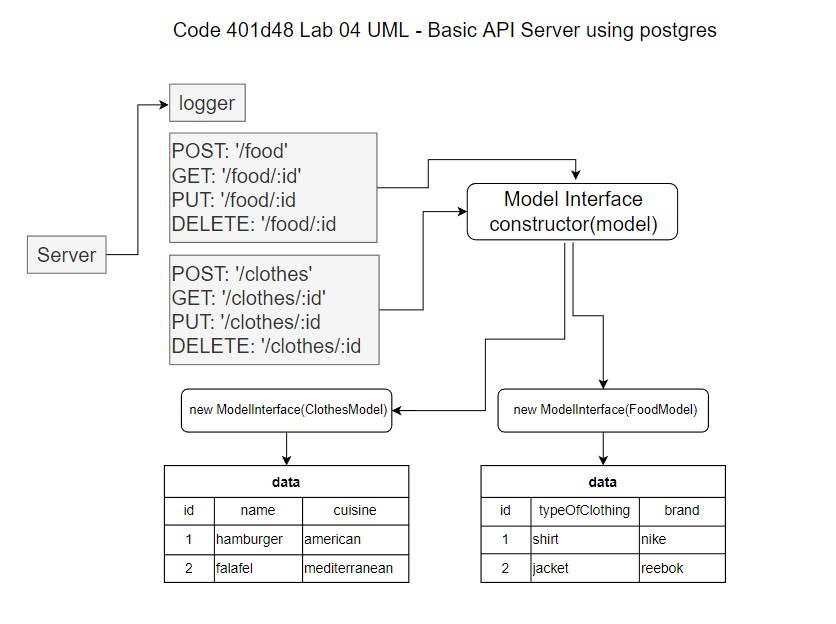 Code 401d48 Lab 04 UML - Basic API Server using postgres
logger
POST: '/food'
GET: '/food/:id'
PUT: '/food/:id
DELETE: '/food/:id
Model Interface
constructor(model)
Server
POST: '/clothes'
GET: '/clothes/:id'
PUT: '/clothes/:id
DELETE: '/clothes/:id
new ModelInterface(ClothesModel)
new ModelInterface(FoodModel)
data
id name cuisine
1 hamburger american
2 falafel mediterranean
data
id typeOfClothing brand
1 shirt nike
2 jacket reebok